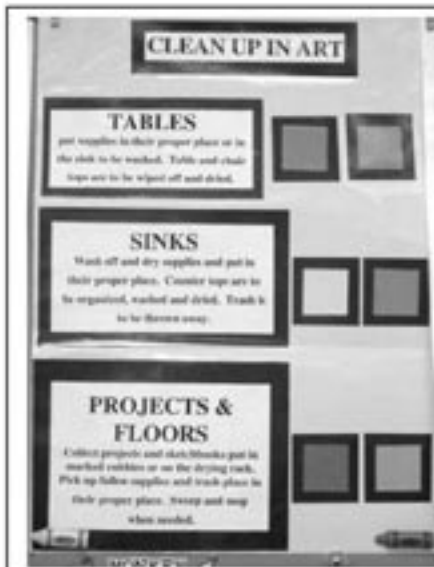 CLEAN UP IN ART
TABLES
put supplies in their proper place or in
the sink to be washed. Table and chair
tops are to be wiped off and dried.
SINKS
Wash off and dry supplies and put in
their proper place. Counter tops are to
be organized, washed and dried. Trash is
to be thrown away.
PROJECTS &
FLOORS
Collect projects and sketchbooks put in
marked cubbies or on the drying rack.
Pick up fallen supplies and trash place in
their proper place. Sweep and mop
when needed.
MONKEY